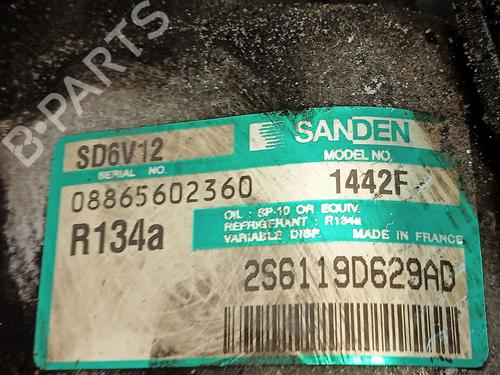 B-PARTS
SD6V12
SANDEN
SERIAL NO.
MODEL NO.
08865602360
1442F
R134a
OIL : SP-10 OR EQUIV.
REFRIGERANT : R134a
VARIABLE DISP. MADE IN FRANCE
2S6119D629AD